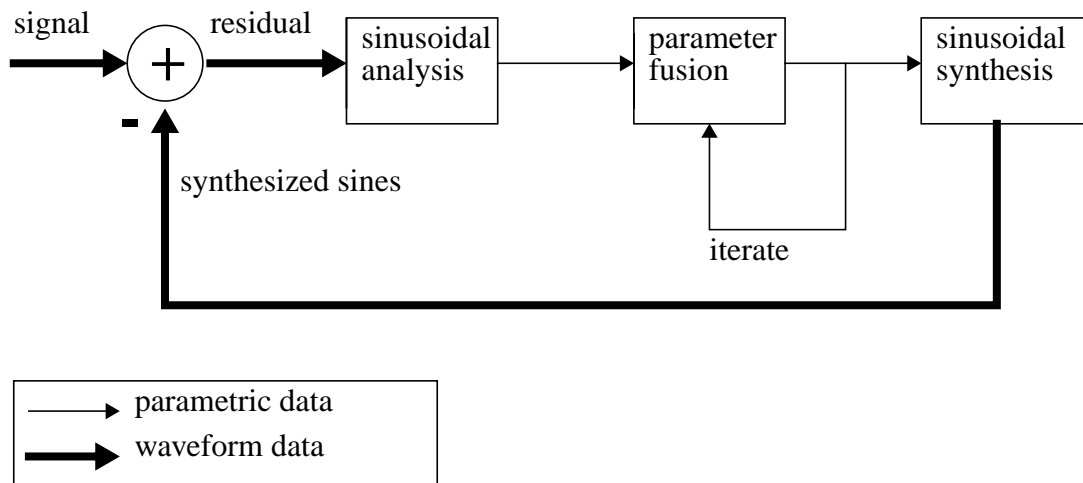 signal
residual
+
-
sinusoidal
analysis
parameter
fusion
sinusoidal
synthesis
synthesized sines
iterate
parametric data
waveform data